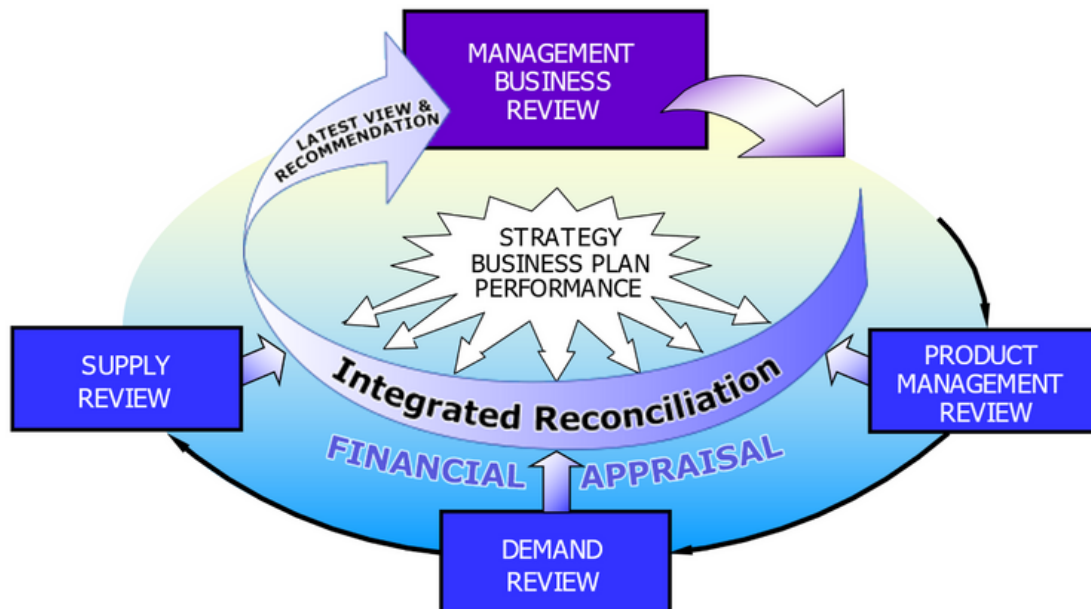 MANAGEMENT
BUSINESS
REVIEW
LATEST VIEW &
RECOMMENDATION
STRATEGY
BUSINESS PLAN
PERFORMANCE
SUPPLY
REVIEW
PRODUCT
MANAGEMENT
REVIEW
Integrated Reconciliation
FINANCIAL APPRAISAL
DEMAND
REVIEW